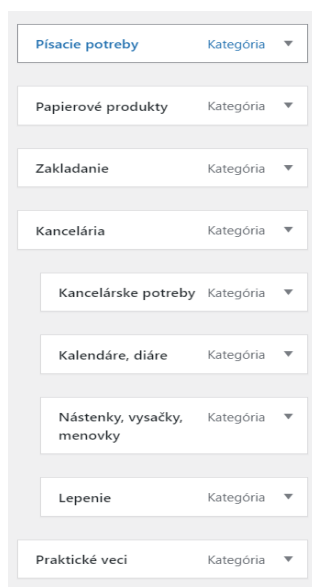 Písacie potreby Kategória
Papierové produkty Kategória
Zakladanie Kategória
Kancelária Kategória
Kancelárske potreby Kategória
Kalendáre, diáre Kategória
Nástenky, vysačky, Kategória
menovky
Lepenie Kategória
Praktické veci Kategória